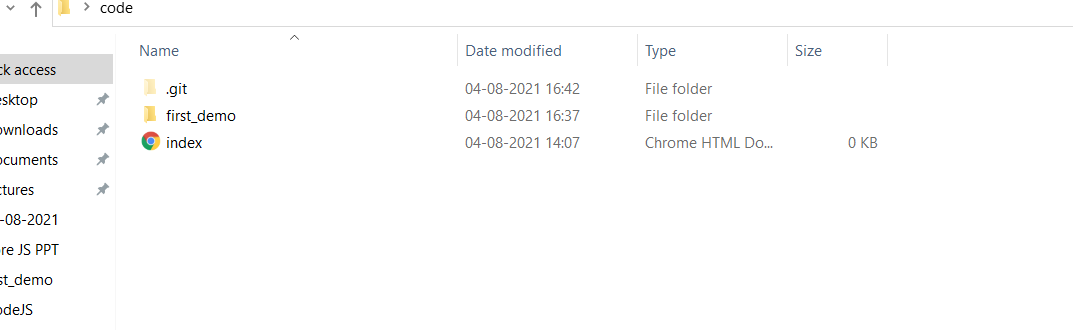 code
Name Date modified Type Size
ck access
.git 04-08-2021 16:42 File folder
esktop
first_demo 04-08-2021 16:37 File folder
ownloads
index 04-08-2021 14:07 Chrome HTML Do... 0 KB
ocuments
ctures
-08-2021
ore JS PPT
st_demo
odeJS